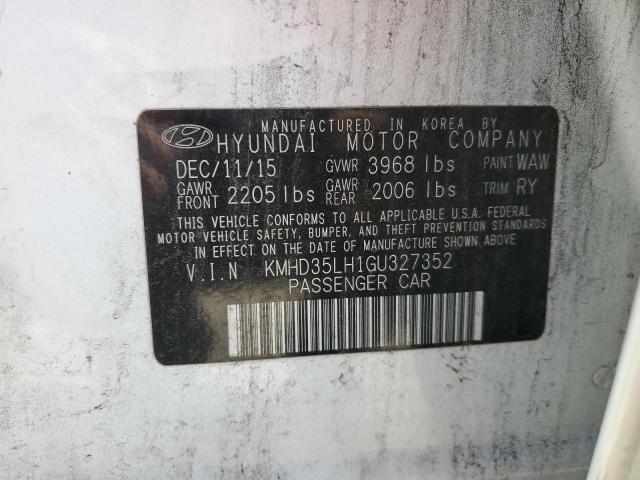 MANUFACTURED IN KOREA BY
HYUNDAI MOTOR COMPANY
DEC/11/15 GVWR 3968 lbs PAINT WAW
GAWR FRONT 2205 lbs GAWR REAR 2006 lbs TRIM RY
THIS VEHICLE CONFORMS TO ALL APPLICABLE U.S.A. FEDERAL
MOTOR VEHICLE SAFETY, BUMPER, AND THEFT PREVENTION STANDARDS
IN EFFECT ON THE DATE OF MANUFACTURE SHOWN ABOVE.
V.I.N KMHD35LH1GU327352
PASSENGER CAR